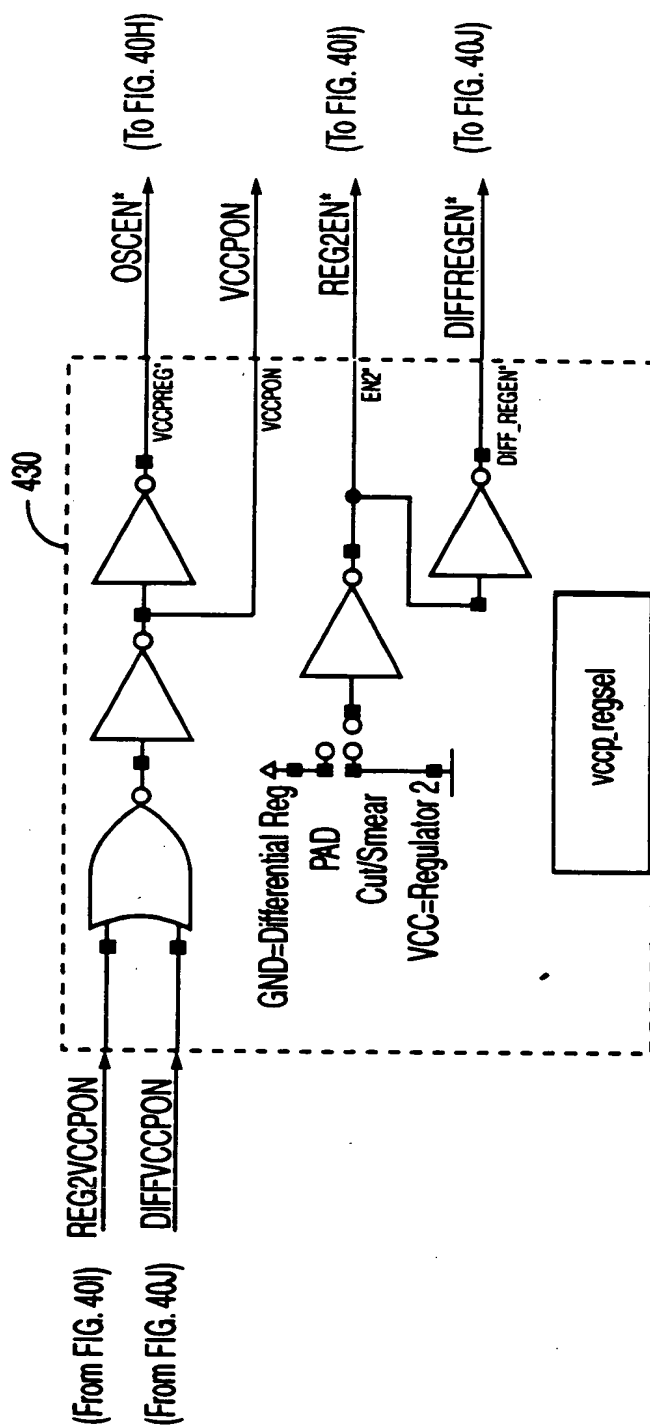 430
(From FIG. 40I) REG2VCCPON
(From FIG. 40J) DIFFVCCPON
VCCPREG*
OSCEN* (To FIG. 40H)
VCCPON
VCCPON
GND=Differential Reg
PAD
Cut/Smear
VCC=Regulator 2
EN2*
REG2EN* (To FIG. 40I)
DIFF_REGEN*
DIFFREGEN* (To FIG. 40J)
vccp_regsel